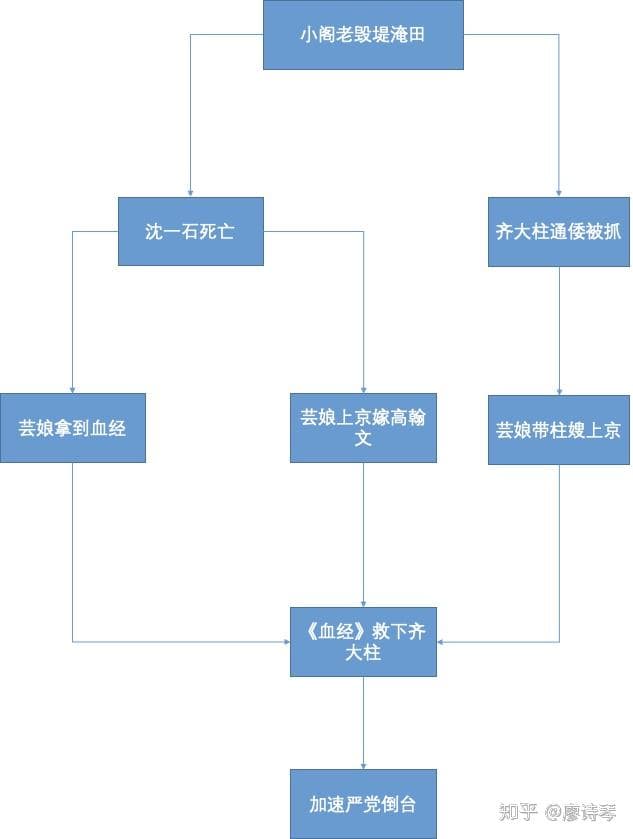 小阁老毁堤淹田
沈一石死亡
齐大柱通倭被抓
芸娘拿到血经
芸娘上京嫁高翰
文
芸娘带柱嫂上京
《血经》救下齐
大柱
加速严党倒台
知乎 @廖诗琴